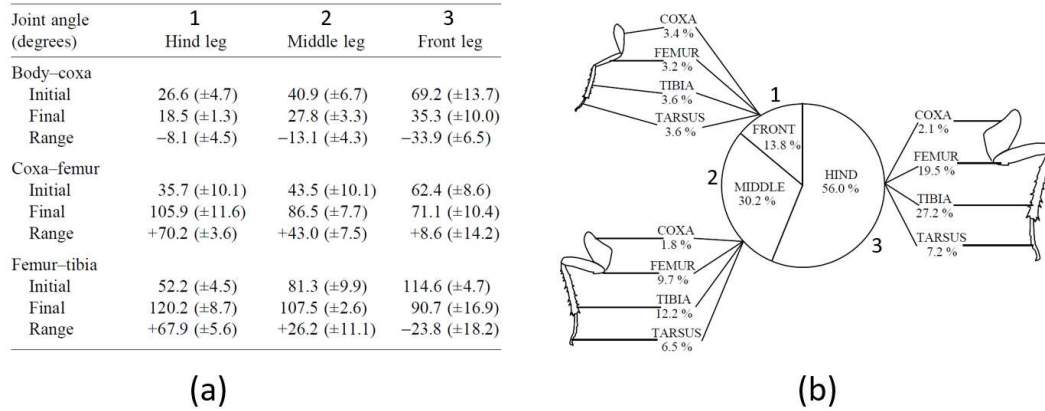 Joint angle 1 2 3
(degrees) Hind leg Middle leg Front leg
Body–coxa
Initial 26.6 (±4.7) 40.9 (±6.7) 69.2 (±13.7)
Final 18.5 (±1.3) 27.8 (±3.3) 35.3 (±10.0)
Range −8.1 (±4.5) −13.1 (±4.3) −33.9 (±6.5)
Coxa–femur
Initial 35.7 (±10.1) 43.5 (±10.1) 62.4 (±8.6)
Final 105.9 (±11.6) 86.5 (±7.7) 71.1 (±10.4)
Range +70.2 (±3.6) +43.0 (±7.5) +8.6 (±14.2)
Femur–tibia
Initial 52.2 (±4.5) 81.3 (±9.9) 114.6 (±4.7)
Final 120.2 (±8.7) 107.5 (±2.6) 90.7 (±16.9)
Range +67.9 (±5.6) +26.2 (±11.1) −23.8 (±18.2)
(a)
COXA
3.4 %
FEMUR
3.2 %
TIBIA
3.6 %
TARSUS
3.6 %
1
FRONT
13.8 %
2
MIDDLE
30.2 %
HIND
56.0 %
3
COXA
2.1 %
FEMUR
19.5 %
TIBIA
27.2 %
TARSUS
7.2 %
COXA
1.8 %
FEMUR
9.7 %
TIBIA
12.2 %
TARSUS
6.5 %
(b)